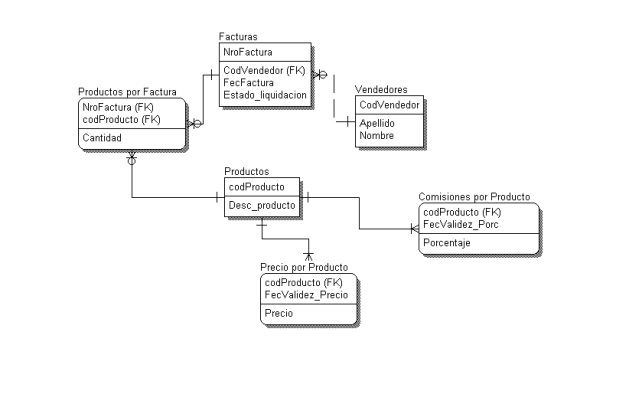 Facturas
NroFactura
CodVendedor (FK)
FecFactura
Estado_liquidacion
Productos por Factura
NroFactura (FK)
codProducto (FK)
Cantidad
Vendedores
CodVendedor
Apellido
Nombre
Productos
codProducto
Desc_producto
Comisiones por Producto
codProducto (FK)
FecValidez_Porc
Porcentaje
Precio por Producto
codProducto (FK)
FecValidez_Precio
Precio